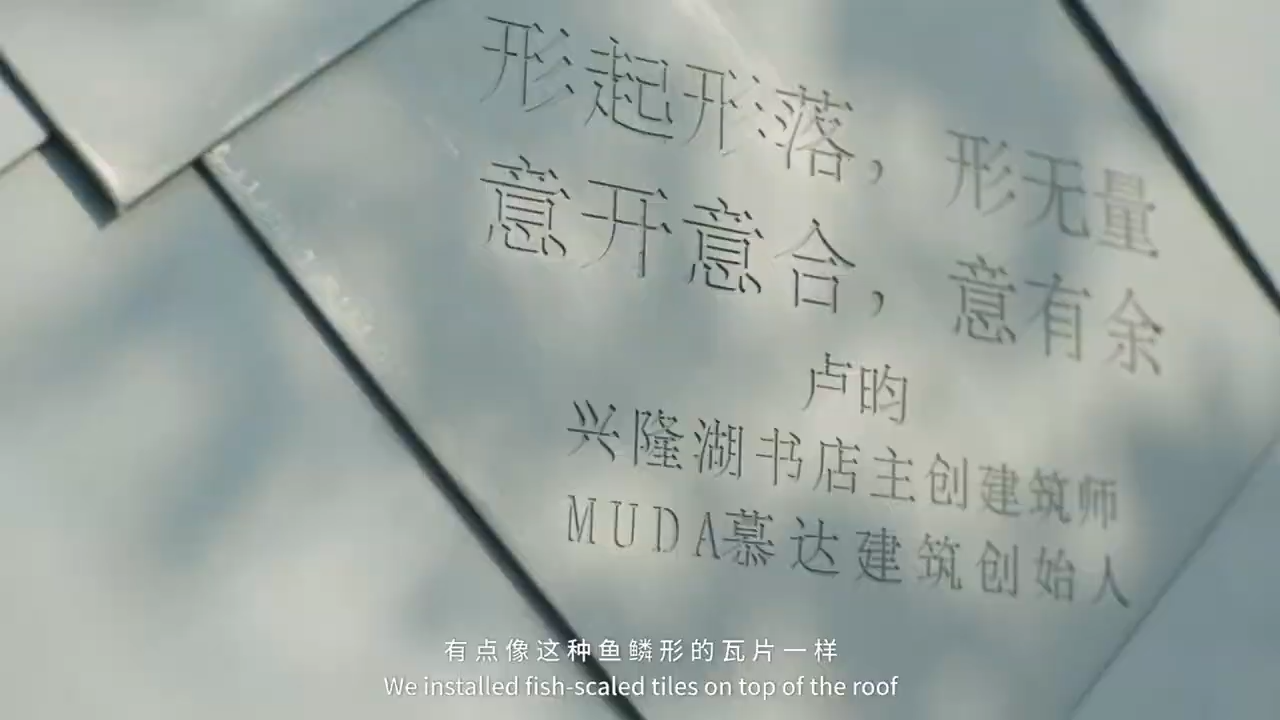 形起形落，形无量
意开意合，意有余
卢昀
兴隆湖书店主创建筑师
MUDA慕达建筑创始人
有点像这种鱼鳞形的瓦片一样
We installed fish-scaled tiles on top of the roof